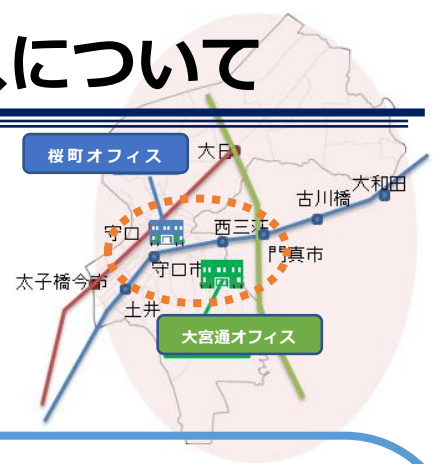 について
桜町オフィス
大日
大和田
古川橋
守口
西三荘
門真市
守口市
太子橋今市
土井
大宮通オフィス